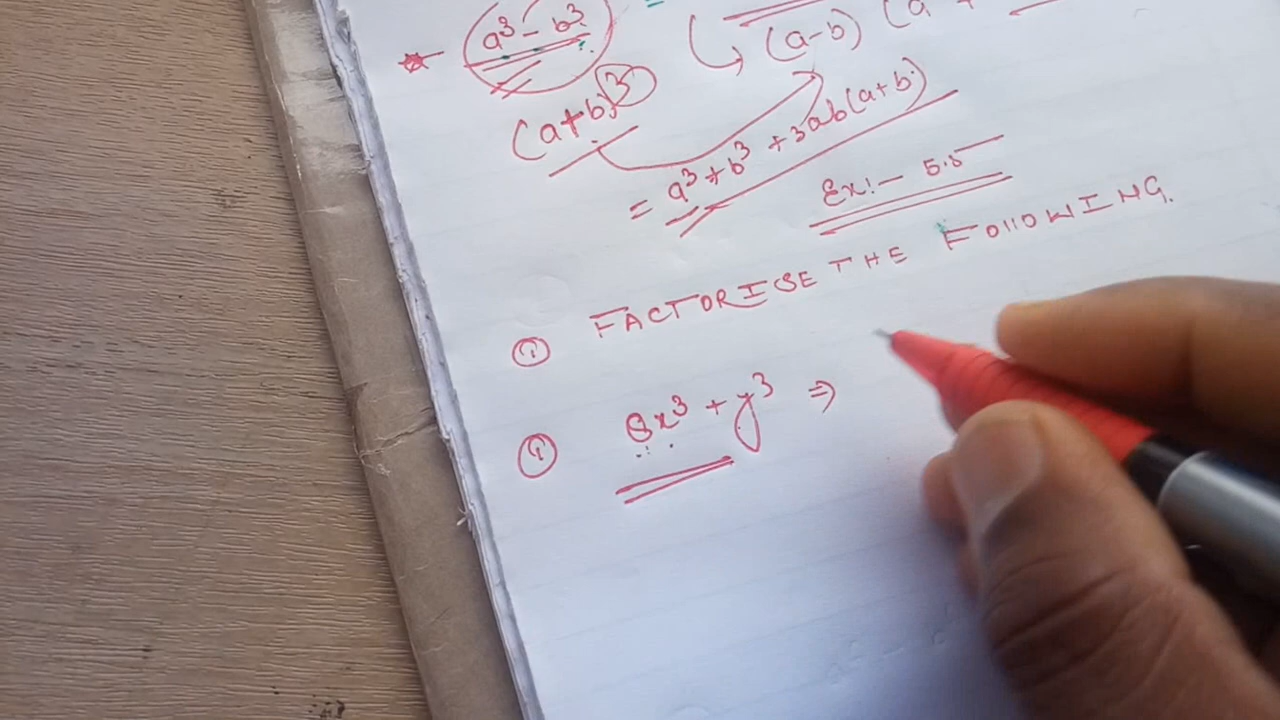 a³ - b³
(a-b) (a +
(a+b)³
= a³ + b³ + 3ab(a+b)
Ex:- 5.5
① FACTORISE THE FOLLOWING.
① 8x³ + y³ ⇒